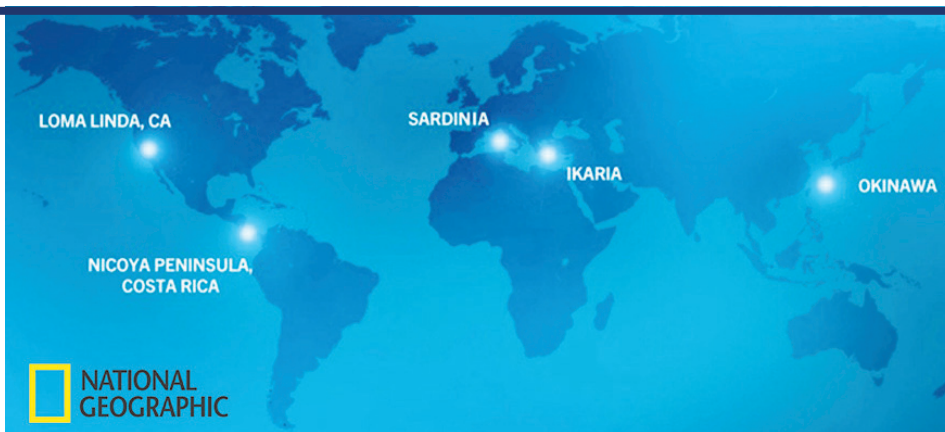 LOMA LINDA, CA
SARDINIA
IKARIA
OKINAWA
NICOYA PENINSULA,
COSTA RICA
NATIONAL
GEOGRAPHIC